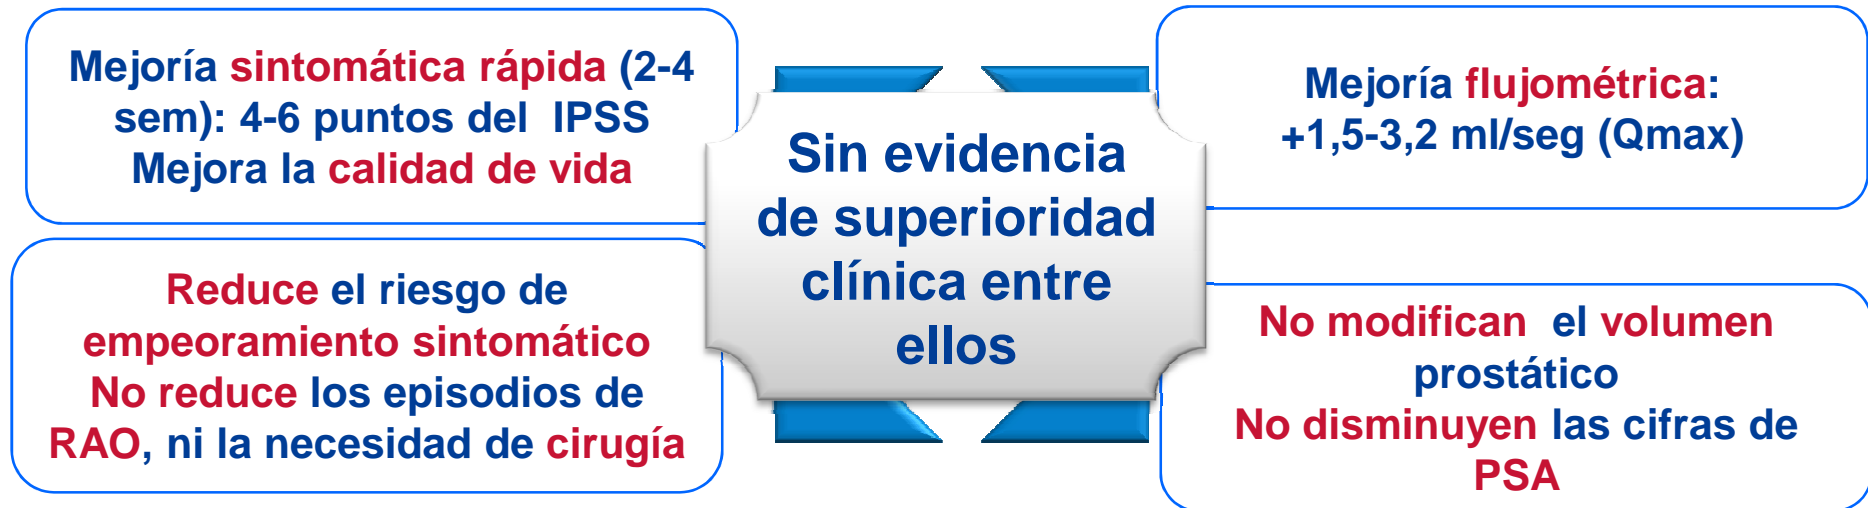 Mejoría sintomática rápida (2-4
sem): 4-6 puntos del IPSS
Mejora la calidad de vida
Mejoría flujométrica:
+1,5-3,2 ml/seg (Qmax)
Sin evidencia
de superioridad
clínica entre
ellos
Reduce el riesgo de
empeoramiento sintomático
No reduce los episodios de
RAO, ni la necesidad de cirugía
No modifican el volumen
prostático
No disminuyen las cifras de
PSA